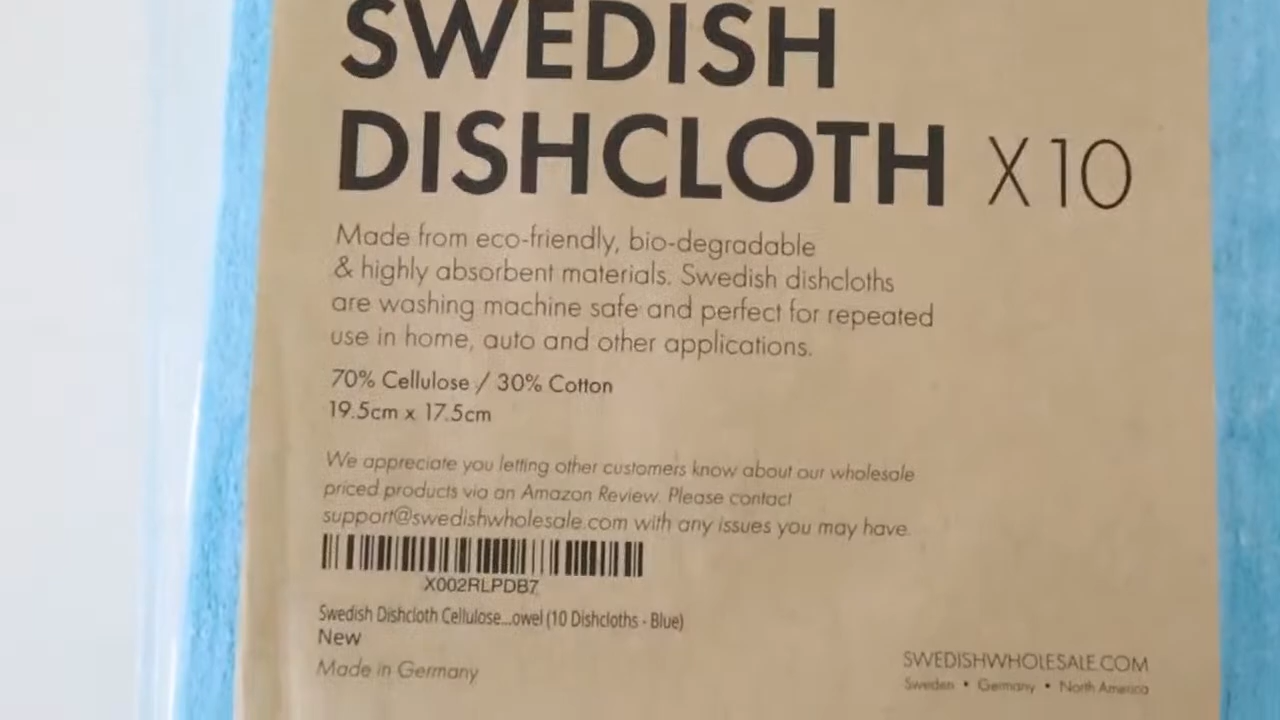 SWEDISH
DISHCLOTH X 10
Made from eco-friendly, bio-degradable
& highly absorbent materials. Swedish dishcloths
are washing machine safe and perfect for repeated
use in home, auto and other applications.
70% Cellulose / 30% Cotton
19.5cm x 17.5cm
We appreciate you letting other customers know about our wholesale
priced products via an Amazon Review. Please contact
support@swedishwholesale.com with any issues you may have.
X002RLPDB7
Swedish Dishcloth Cellulose...owel (10 Dishcloths - Blue)
New
Made in Germany
SWEDISHWHOLESALE.COM
Sweden • Germany • North America